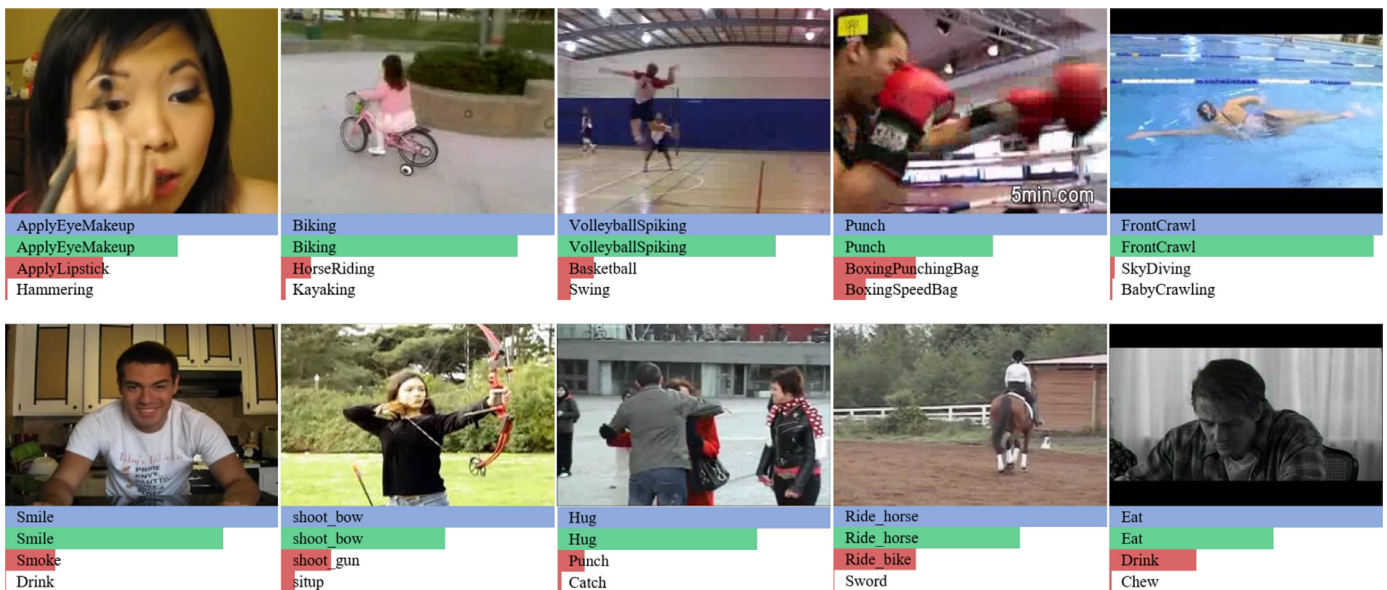 5min.com
ApplyEyeMakeup
ApplyEyeMakeup
ApplyLipstick
Hammering
Biking
Biking
HorseRiding
Kayaking
VolleyballSpiking
VolleyballSpiking
Basketball
Swing
Punch
Punch
BoxingPunchingBag
BoxingSpeedBag
FrontCrawl
FrontCrawl
SkyDiving
BabyCrawling
PRIDE
ENVY
Smile
Smile
Smoke
Drink
shoot_bow
shoot_bow
shoot_gun
situp
Hug
Hug
Punch
Catch
Ride_horse
Ride_horse
Ride_bike
Sword
Eat
Eat
Drink
Chew